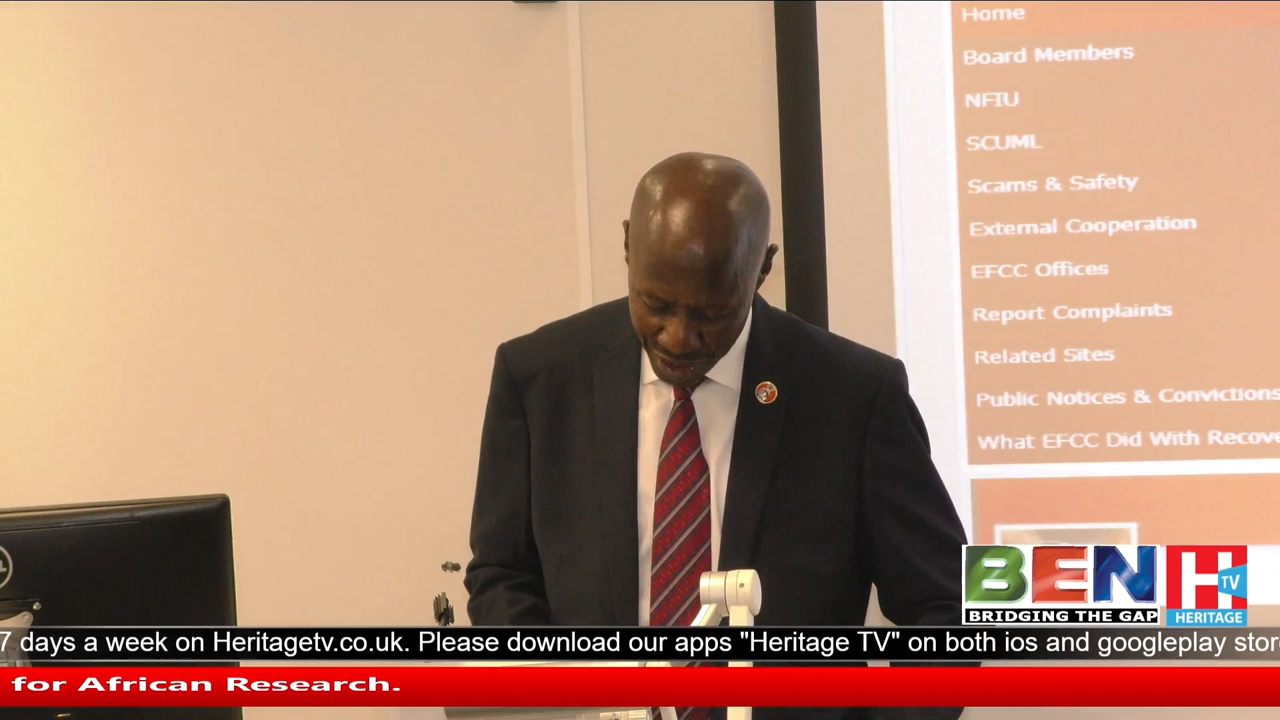 Home
Board Members
NFIU
SCUML
Scams & Safety
External Cooperation
EFCC Offices
Report Complaints
Related Sites
Public Notices & Convictions
What EFCC Did With
BEN
BRIDGING THE GAP
H TV
HERITAGE
7 days a week on Heritagetv.co.uk. Please download our apps "Heritage TV" on both ios and googleplay
for African Research.